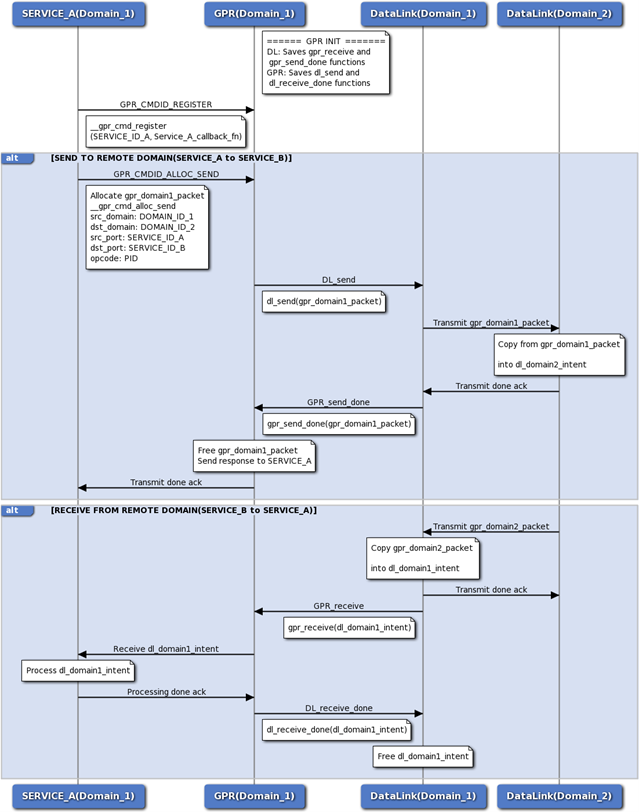 SERVICE_A(Domain_1)
GPR(Domain_1)
DataLink(Domain_1)
DataLink(Domain_2)
====== GPR INIT =======
DL: Saves gpr_receive and
gpr_send_done functions
GPR: Saves dl_send and
dl_receive_done functions
GPR_CMDID_REGISTER
__gpr_cmd_register
(SERVICE_ID_A, Service_A_callback_fn)
alt
[SEND TO REMOTE DOMAIN(SERVICE_A to SERVICE_B)]
GPR_CMDID_ALLOC_SEND
Allocate gpr_domain1_packet
__gpr_cmd_alloc_send
src_domain: DOMAIN_ID_1
dst_domain: DOMAIN_ID_2
src_port: SERVICE_ID_A
dst_port: SERVICE_ID_B
opcode: PID
DL_send
dl_send(gpr_domain1_packet)
Transmit gpr_domain1_packet
Copy from gpr_domain1_packet
into dl_domain2_intent
Transmit done ack
GPR_send_done
gpr_send_done(gpr_domain1_packet)
Free gpr_domain1_packet
Send response to SERVICE_A
Transmit done ack
alt
[RECEIVE FROM REMOTE DOMAIN(SERVICE_B to SERVICE_A)]
Transmit gpr_domain2_packet
Copy gpr_domain2_packet
into dl_domain1_intent
Transmit done ack
GPR_receive
gpr_receive(dl_domain1_intent)
Receive dl_domain1_intent
Process dl_domain1_intent
Processing done ack
DL_receive_done
dl_receive_done(dl_domain1_intent)
Free dl_domain1_intent
SERVICE_A(Domain_1)
GPR(Domain_1)
DataLink(Domain_1)
DataLink(Domain_2)